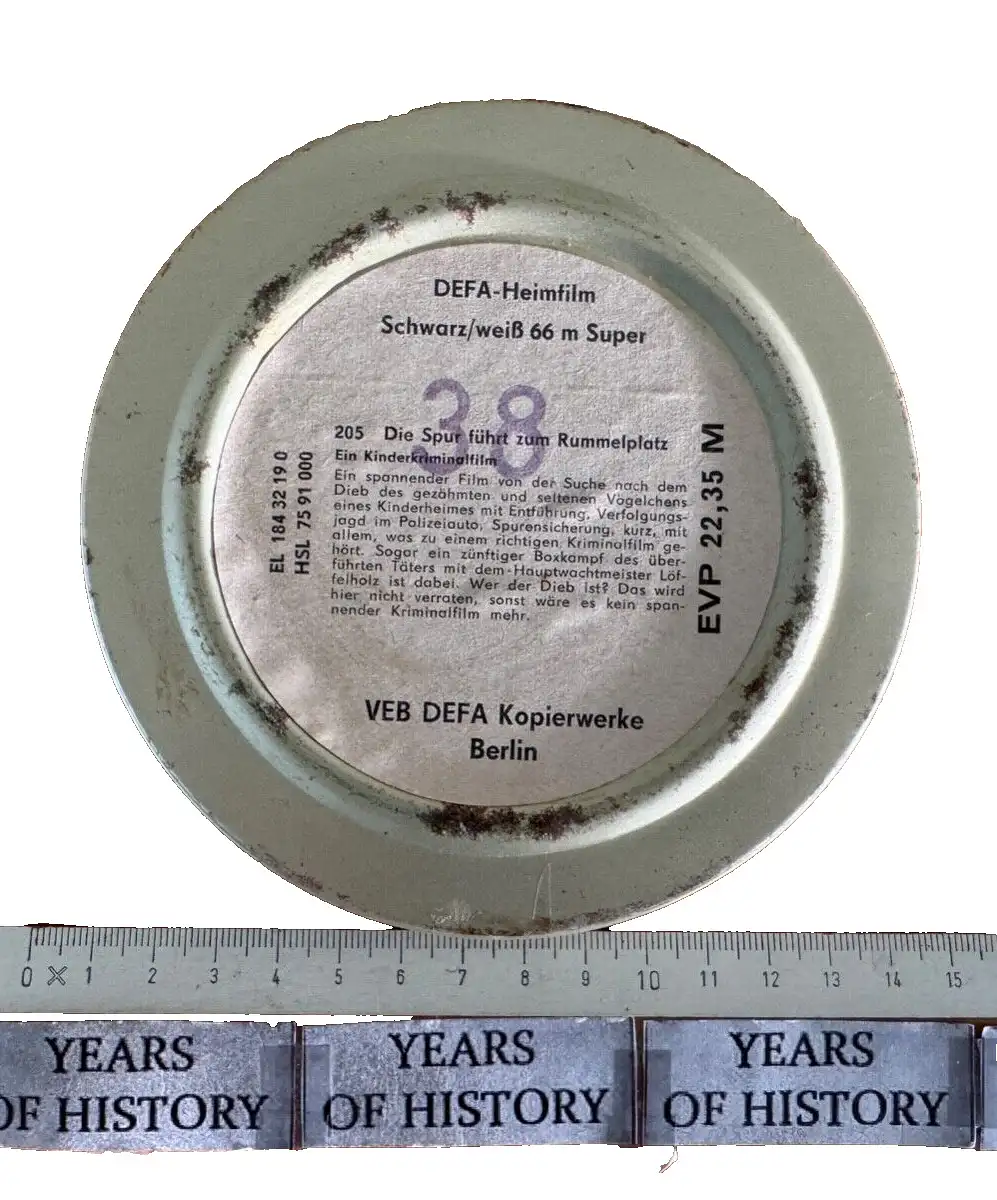 DEFA-Heimfilm
Schwarz/weiß 66 m Super
38
205 Die Spur führt zum Rummelplatz
Ein Kinderkriminalfilm
Ein spannender Film von der Suche nach dem
Dieb des gezähmten und seltenen Vögelchens
eines Kinderheimes mit Entführung, Verfolgungs-
jagd im Polizeiauto, Spurensicherung, kurz, mit
allem, was zu einem richtigen Kriminalfilm ge-
hört. Sogar ein zünftiger Boxkampf des über-
führten Täters mit dem Hauptwachtmeister Löf-
felholz ist dabei. Wer der Dieb ist? Das wird
hier nicht verraten, sonst wäre es kein span-
nender Kriminalfilm mehr.
EL 184 32 19 0
HSL 75 91 000
EVP 22,35 M
VEB DEFA Kopierwerke
Berlin
0 1 2 3 4 5 6 7 8 9 10 11 12 13 14 15
YEARS
OF HISTORY
YEARS
OF HISTORY
YEARS
OF HISTORY